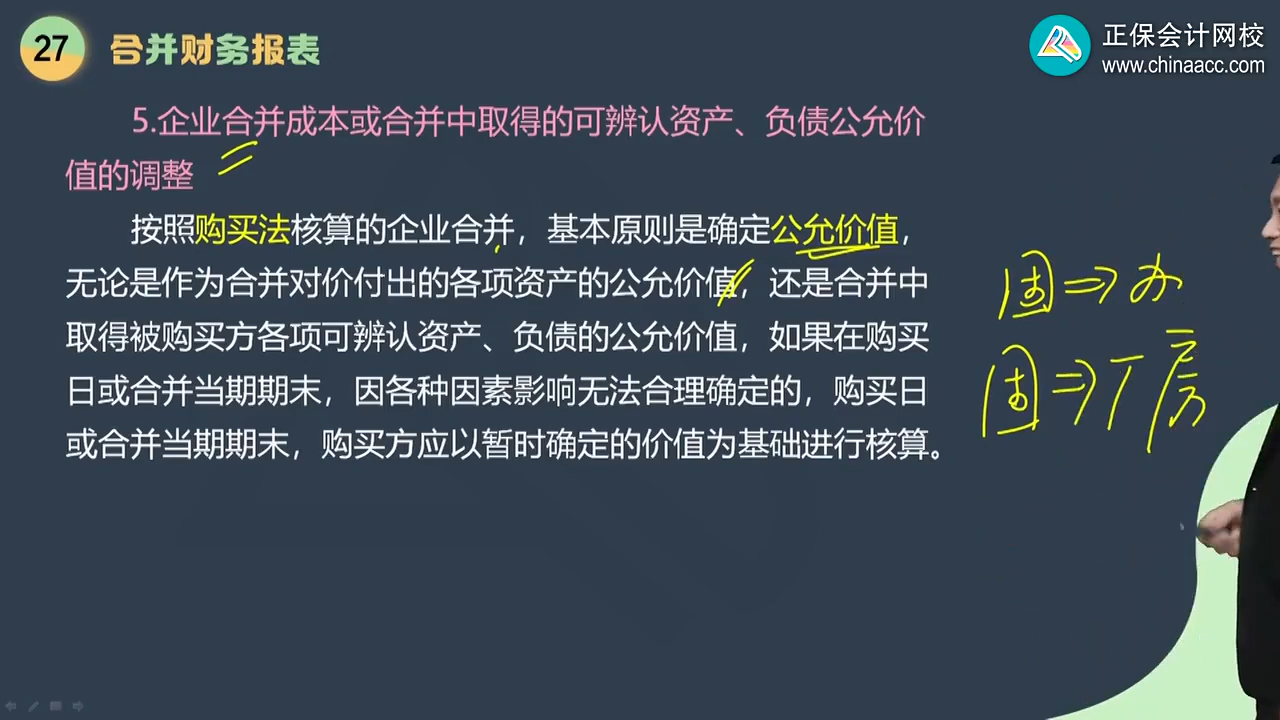 27 合并财务报表
正保会计网校
www.chinaacc.com
5.企业合并成本或合并中取得的可辨认资产、负债公允价
值的调整
按照购买法核算的企业合并，基本原则是确定公允价值，
无论是作为合并对价付出的各项资产的公允价值，还是合并中
取得被购买方各项可辨认资产、负债的公允价值，如果在购买
日或合并当期期末，因各种因素影响无法合理确定的，购买日
或合并当期期末，购买方应以暂时确定的价值为基础进行核算。
固⇒办
固⇒厂房